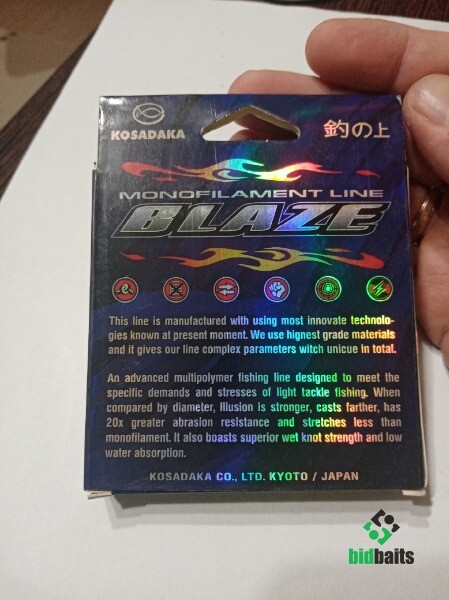 KOSADAKA
釣の上
MONOFILAMENT LINE
BLAZE
This line is manufactured with using most innovate technolo-
gies known at present moment. We use hignest grade materials
and it gives our line complex parameters witch unicue in total.
An advanced multipolymer fishing line designed to meet the
specific demands and stresses of light tackle fishing. When
compared by diameter, Illusion is stronger, casts farther, has
20x greater abrasion resistance and stretches less than
monofilament. It also boasts superior wet knot strength and low
water absorption.
KOSADAKA CO., LTD. KYOTO / JAPAN
bidbaits